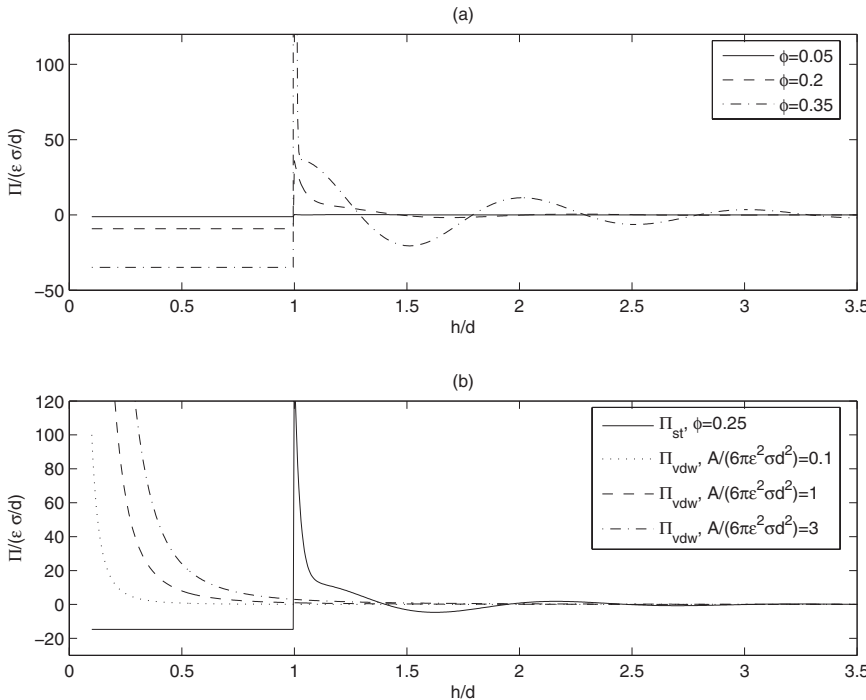 (a)
100
50
0
−50
Π/(ε σ/d)
φ=0.05
φ=0.2
φ=0.35
0 0.5 1 1.5 2 2.5 3 3.5
h/d
(b)
120
100
80
60
40
20
0
−20
Π/(ε σ/d)
Π_st, φ=0.25
Π_vdw, A/(6πε²σd²)=0.1
Π_vdw, A/(6πε²σd²)=1
Π_vdw, A/(6πε²σd²)=3
0 0.5 1 1.5 2 2.5 3 3.5
h/d